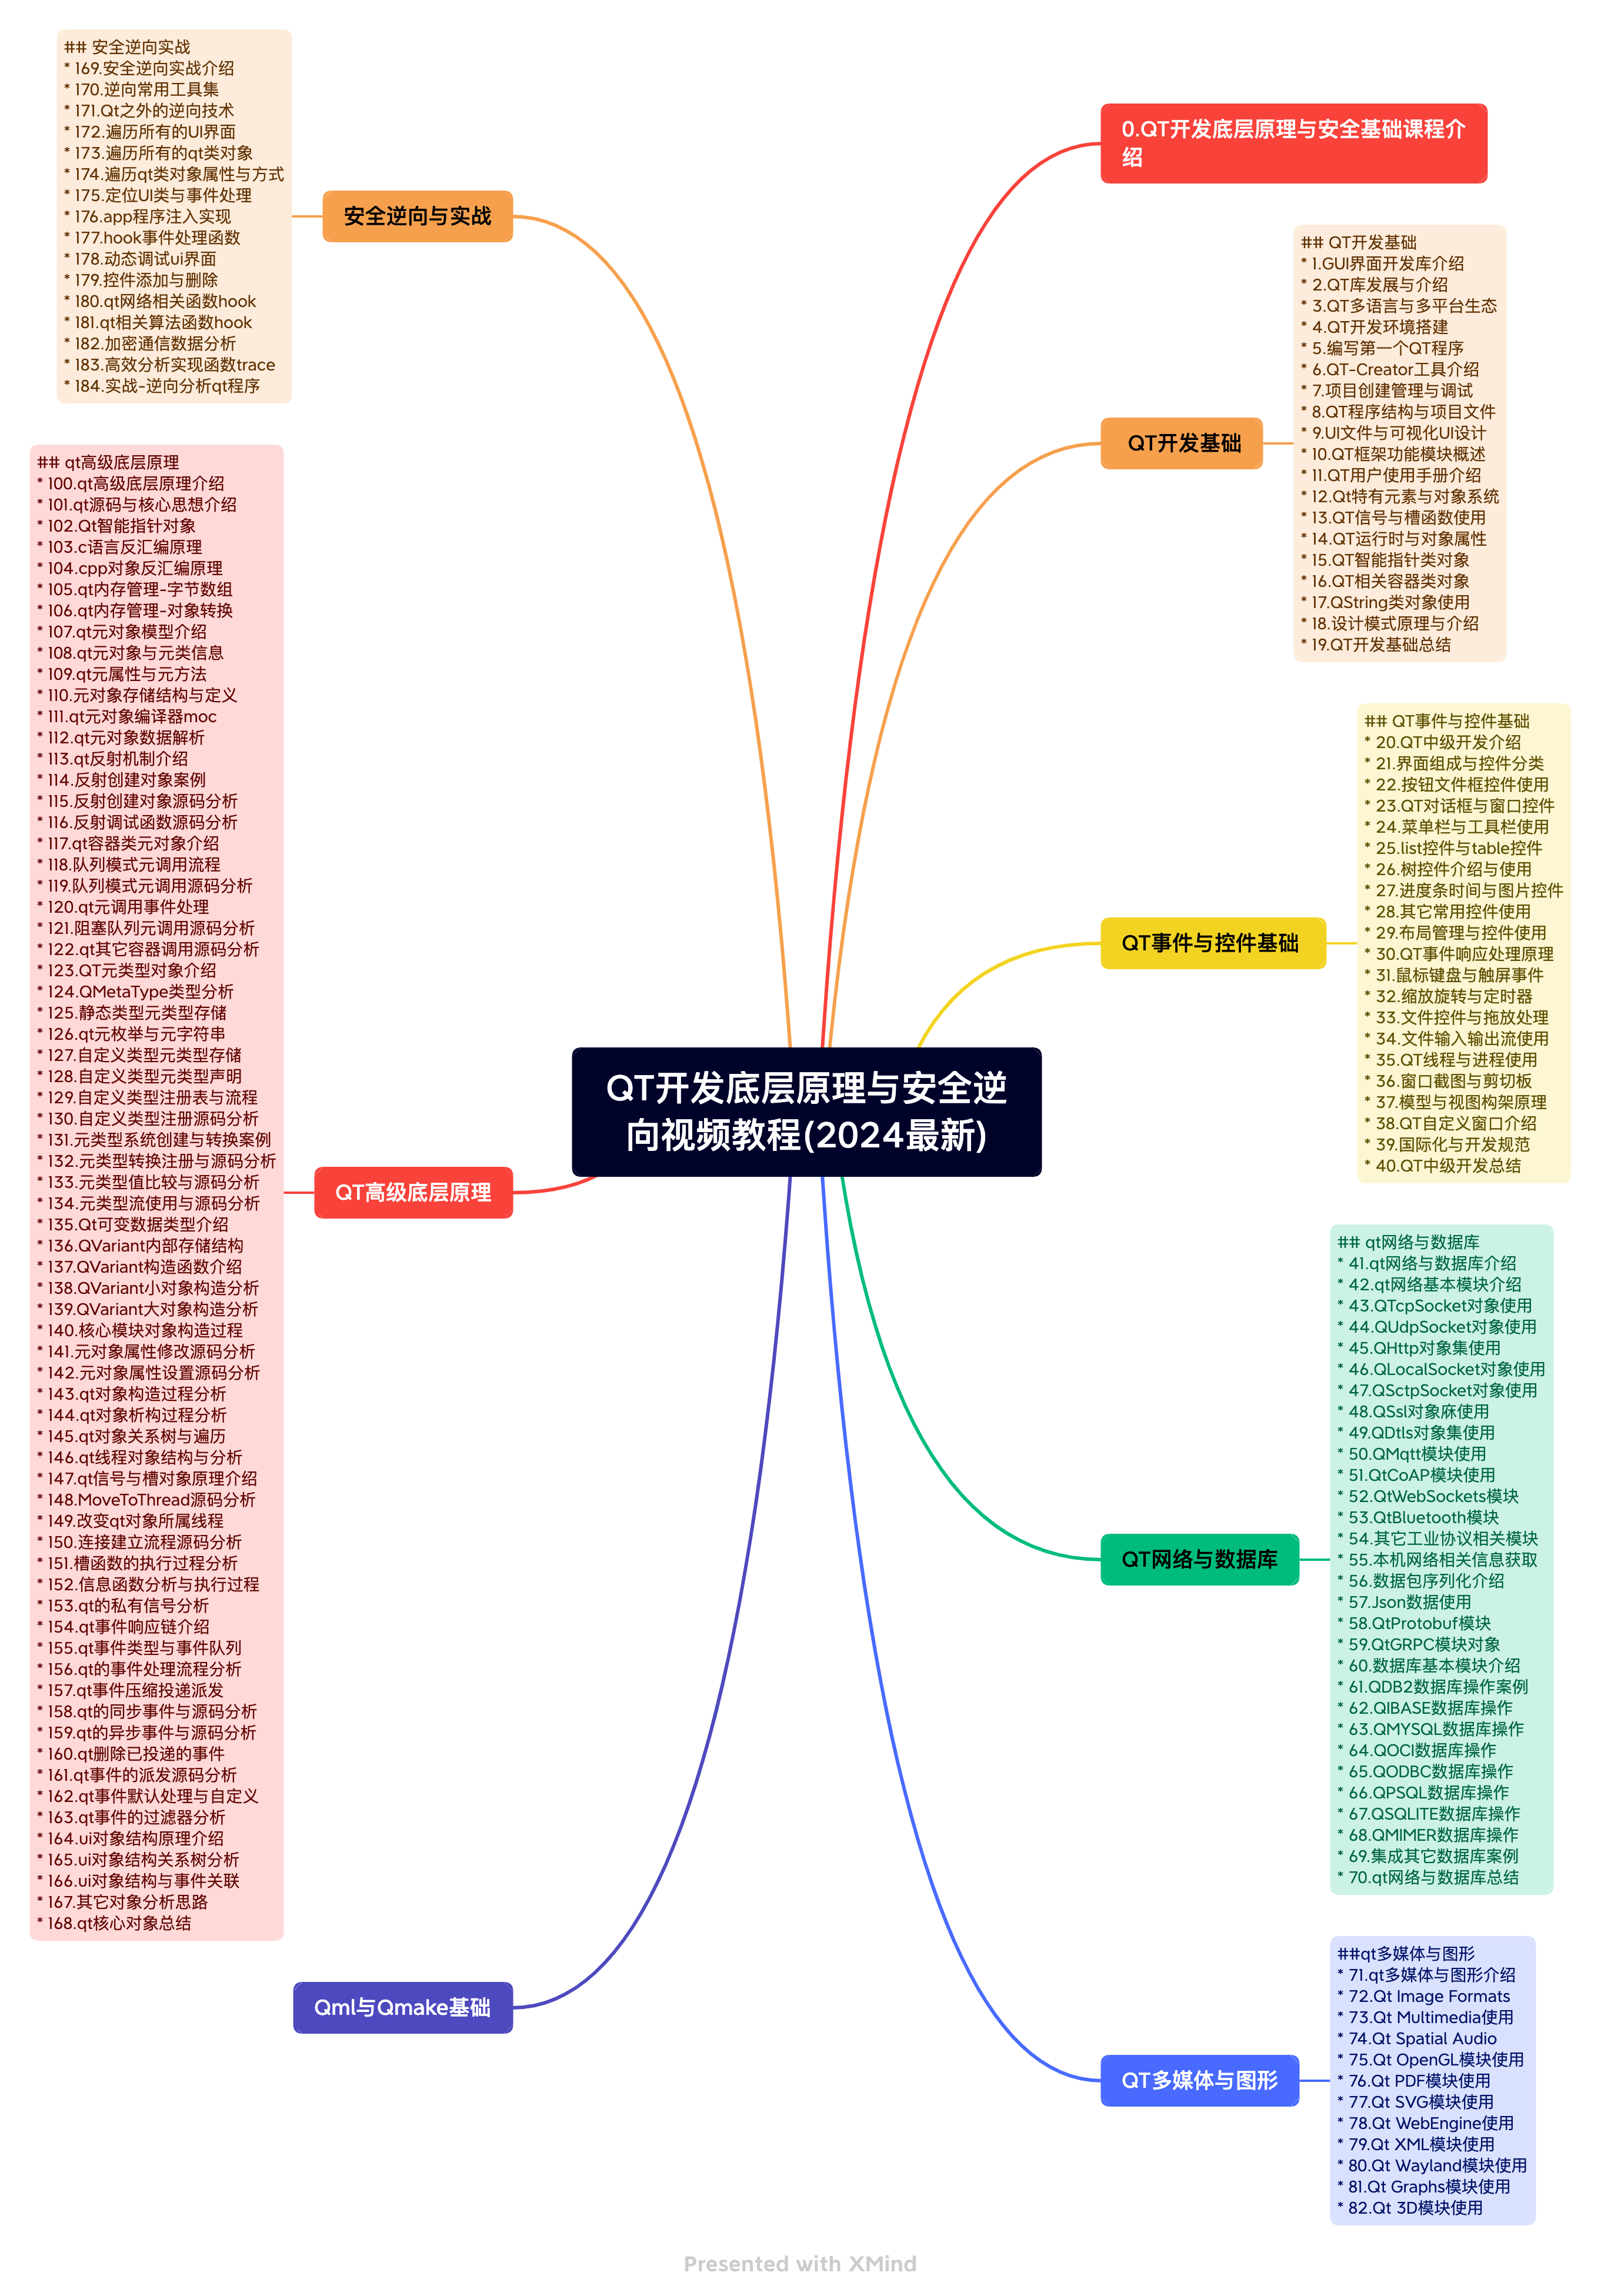 QT开发底层原理与安全逆
向视频教程(2024最新)
0.QT开发底层原理与安全基础课程介
绍
QT开发基础
## QT开发基础
* 1.GUI界面开发库介绍
* 2.QT库发展与介绍
* 3.QT多语言与多平台生态
* 4.QT开发环境搭建
* 5.编写第一个QT程序
* 6.QT-Creator工具介绍
* 7.项目创建管理与调试
* 8.QT程序结构与项目文件
* 9.UI文件与可视化UI设计
* 10.QT框架功能模块概述
* 11.QT用户使用手册介绍
* 12.Qt特有元素与对象系统
* 13.QT信号与槽函数使用
* 14.QT运行时与对象属性
* 15.QT智能指针类对象
* 16.QT相关容器类对象
* 17.QString类对象使用
* 18.设计模式原理与介绍
* 19.QT开发基础总结
QT事件与控件基础
## QT事件与控件基础
* 20.QT中级开发介绍
* 21.界面组成与控件分类
* 22.按钮文件框控件使用
* 23.QT对话框与窗口控件
* 24.菜单栏与工具栏使用
* 25.list控件与table控件
* 26.树控件介绍与使用
* 27.进度条时间与图片控件
* 28.其它常用控件使用
* 29.布局管理与控件使用
* 30.QT事件响应处理原理
* 31.鼠标键盘与触屏事件
* 32.缩放旋转与定时器
* 33.文件控件与拖放处理
* 34.文件输入输出流使用
* 35.QT线程与进程使用
* 36.窗口截图与剪切板
* 37.模型与视图构架原理
* 38.QT自定义窗口介绍
* 39.国际化与开发规范
* 40.QT中级开发总结
QT网络与数据库
## qt网络与数据库
* 41.qt网络与数据库介绍
* 42.qt网络基本模块介绍
* 43.QTcpSocket对象使用
* 44.QUdpSocket对象使用
* 45.QHttp对象集使用
* 46.QLocalSocket对象使用
* 47.QSctpSocket对象使用
* 48.QSsl对象庥使用
* 49.QDtls对象集使用
* 50.QMqtt模块使用
* 51.QtCoAP模块使用
* 52.QtWebSockets模块
* 53.QtBluetooth模块
* 54.其它工业协议相关模块
* 55.本机网络相关信息获取
* 56.数据包序列化介绍
* 57.Json数据使用
* 58.QtProtobuf模块
* 59.QtGRPC模块对象
* 60.数据库基本模块介绍
* 61.QDB2数据库操作案例
* 62.QIBASE数据库操作
* 63.QMYSQL数据库操作
* 64.QOCI数据库操作
* 65.QODBC数据库操作
* 66.QPSQL数据库操作
* 67.QSQLITE数据库操作
* 68.QMIMER数据库操作
* 69.集成其它数据库案例
* 70.qt网络与数据库总结
QT多媒体与图形
##qt多媒体与图形
* 71.qt多媒体与图形介绍
* 72.Qt Image Formats
* 73.Qt Multimedia使用
* 74.Qt Spatial Audio
* 75.Qt OpenGL模块使用
* 76.Qt PDF模块使用
* 77.Qt SVG模块使用
* 78.Qt WebEngine使用
* 79.Qt XML模块使用
* 80.Qt Wayland模块使用
* 81.Qt Graphs模块使用
* 82.Qt 3D模块使用
Qml与Qmake基础
QT高级底层原理
## qt高级底层原理
* 100.qt高级底层原理介绍
* 101.qt源码与核心思想介绍
* 102.Qt智能指针对象
* 103.c语言反汇编原理
* 104.cpp对象反汇编原理
* 105.qt内存管理-字节数组
* 106.qt内存管理-对象转换
* 107.qt元对象模型介绍
* 108.qt元对象与元类信息
* 109.qt元属性与元方法
* 110.元对象存储结构与定义
* 111.qt元对象编译器moc
* 112.qt元对象数据解析
* 113.qt反射机制介绍
* 114.反射创建对象案例
* 115.反射创建对象源码分析
* 116.反射调试函数源码分析
* 117.qt容器类元对象介绍
* 118.队列模式元调用流程
* 119.队列模式元调用源码分析
* 120.qt元调用事件处理
* 121.阻塞队列元调用源码分析
* 122.qt其它容器调用源码分析
* 123.QT元类型对象介绍
* 124.QMetaType类型分析
* 125.静态类型元类型存储
* 126.qt元枚举与元字符串
* 127.自定义类型元类型存储
* 128.自定义类型元类型声明
* 129.自定义类型注册表与流程
* 130.自定义类型注册源码分析
* 131.元类型系统创建与转换案例
* 132.元类型转换注册与源码分析
* 133.元类型值比较与源码分析
* 134.元类型流使用与源码分析
* 135.Qt可变数据类型介绍
* 136.QVariant内部存储结构
* 137.QVariant构造函数介绍
* 138.QVariant小对象构造分析
* 139.QVariant大对象构造分析
* 140.核心模块对象构造过程
* 141.元对象属性修改源码分析
* 142.元对象属性设置源码分析
* 143.qt对象构造过程分析
* 144.qt对象析构过程分析
* 145.qt对象关系树与遍历
* 146.qt线程对象结构与分析
* 147.qt信号与槽对象原理介绍
* 148.MoveToThread源码分析
* 149.改变qt对象所属线程
* 150.连接建立流程源码分析
* 151.槽函数的执行过程分析
* 152.信息函数分析与执行过程
* 153.qt的私有信号分析
* 154.qt事件响应链介绍
* 155.qt事件类型与事件队列
* 156.qt的事件处理流程分析
* 157.qt事件压缩投递派发
* 158.qt的同步事件与源码分析
* 159.qt的异步事件与源码分析
* 160.qt删除已投递的事件
* 161.qt事件的派发源码分析
* 162.qt事件默认处理与自定义
* 163.qt事件的过滤器分析
* 164.ui对象结构原理介绍
* 165.ui对象结构关系树分析
* 166.ui对象结构与事件关联
* 167.其它对象分析思路
* 168.qt核心对象总结
安全逆向与实战
## 安全逆向实战
* 169.安全逆向实战介绍
* 170.逆向常用工具集
* 171.Qt之外的逆向技术
* 172.遍历所有的UI界面
* 173.遍历所有的qt类对象
* 174.遍历qt类对象属性与方式
* 175.定位UI类与事件处理
* 176.app程序注入实现
* 177.hook事件处理函数
* 178.动态调试ui界面
* 179.控件添加与删除
* 180.qt网络相关函数hook
* 181.qt相关算法函数hook
* 182.加密通信数据分析
* 183.高效分析实现函数trace
* 184.实战-逆向分析qt程序
Presented with XMind